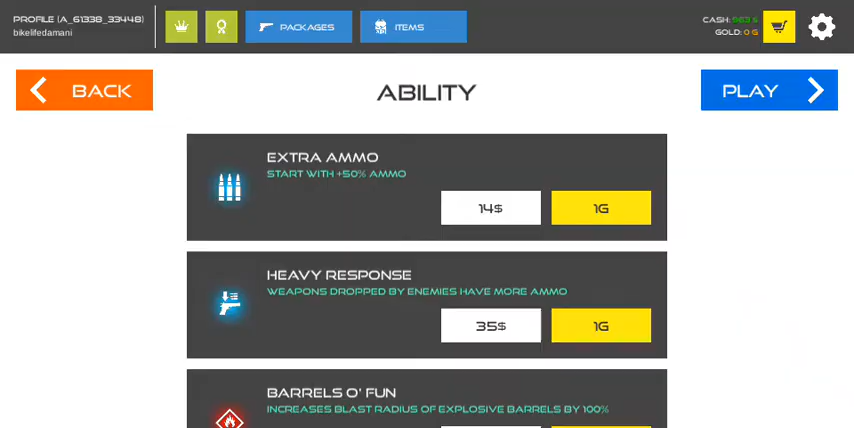 PROFILE (A_61338_33448)
bikelifedamani
PACKAGES
ITEMS
CASH: 963 $
GOLD: 0 G
BACK
ABILITY
PLAY
EXTRA AMMO
START WITH +50% AMMO
14$
1G
HEAVY RESPONSE
WEAPONS DROPPED BY ENEMIES HAVE MORE AMMO
35$
1G
BARRELS O' FUN
INCREASES BLAST RADIUS OF EXPLOSIVE BARRELS BY 100%